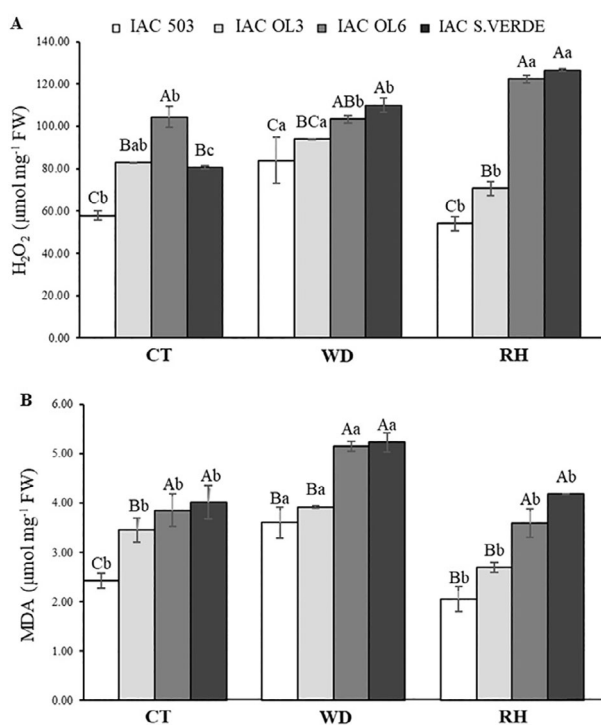 A
IAC 503 IAC OL3 IAC OL6 IAC S.VERDE
140.00
120.00
100.00
80.00
60.00
40.00
20.00
0.00
H₂O₂ (µmol mg⁻¹ FW)
Cb Bab Ab Bc
Ca BCa ABb Ab
Cb Bb Aa Aa
CT WD RH
B
6.00
5.00
4.00
3.00
2.00
1.00
0.00
MDA (µmol mg⁻¹ FW)
Cb Bb Ab Ab
Ba Ba Aa Aa
Bb Bb Ab Ab
CT WD RH